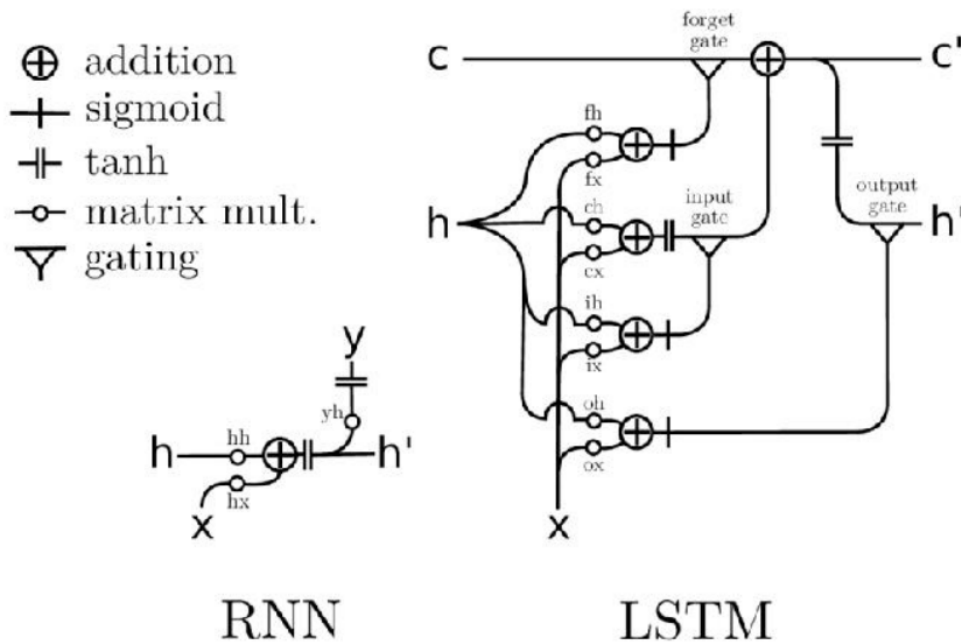 addition
sigmoid
tanh
matrix mult.
gating
y
yh
h
hh
h'
hx
x
RNN
forget
gate
c
c'
fh
fx
ch
input
gate
output
gate
h
h'
cx
ih
ix
oh
ox
x
LSTM